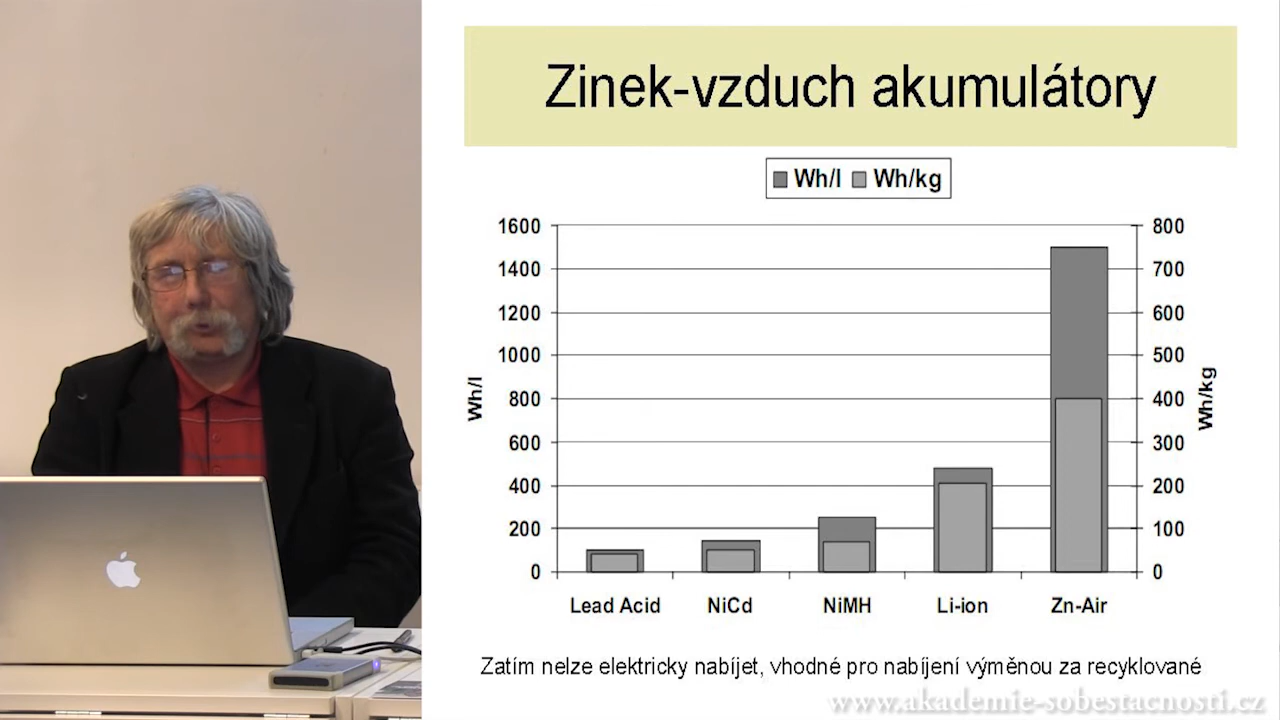 Zinek-vzduch akumulátory
Wh/l Wh/kg
1600
1400
1200
1000
800
600
400
200
0
Wh/l
800
700
600
500
400
300
200
100
0
Wh/kg
Lead Acid NiCd NiMH Li-ion Zn-Air
Zatím nelze elektricky nabíjet, vhodné pro nabíjení výměnou za recyklované
www.akademie-sobestacnosti.cz